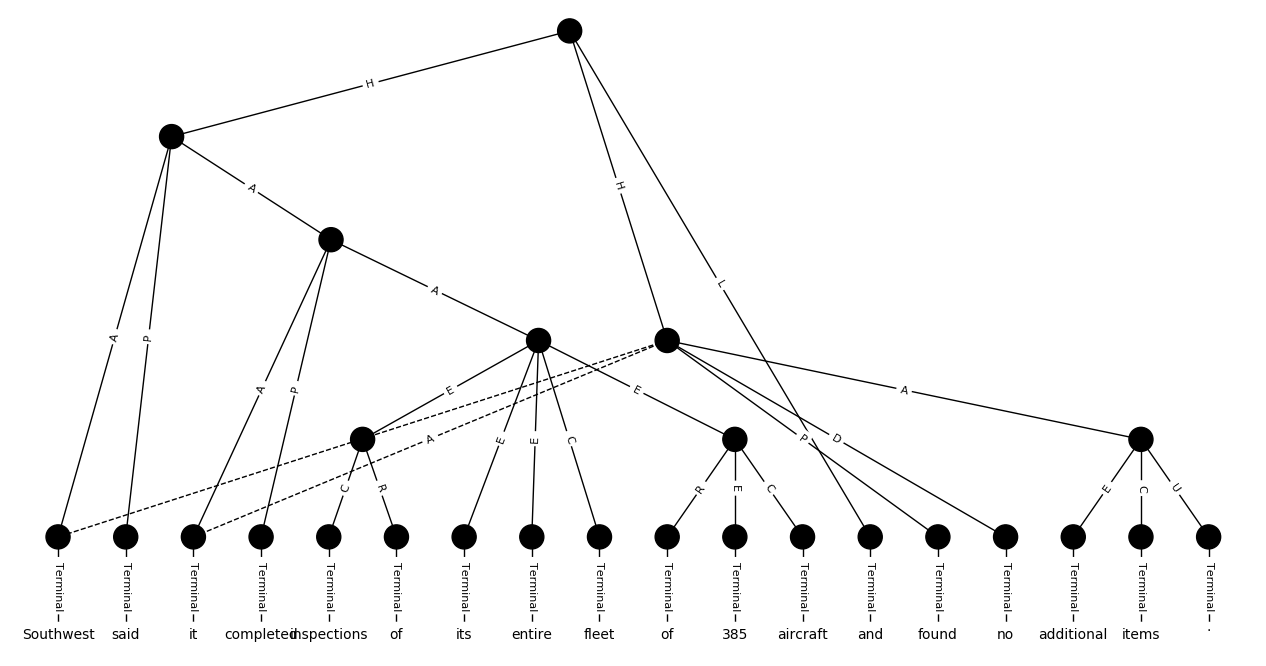 H
A
H
L
A
A
P
A
P
E
E
A
A
E
E
C
P
D
C
R
R
E
C
E
C
U
Terminal Terminal Terminal Terminal Terminal Terminal Terminal Terminal Terminal Terminal Terminal Terminal Terminal Terminal Terminal Terminal Terminal Terminal
Southwest said it completed inspections of its entire fleet of 385 aircraft and found no additional items .